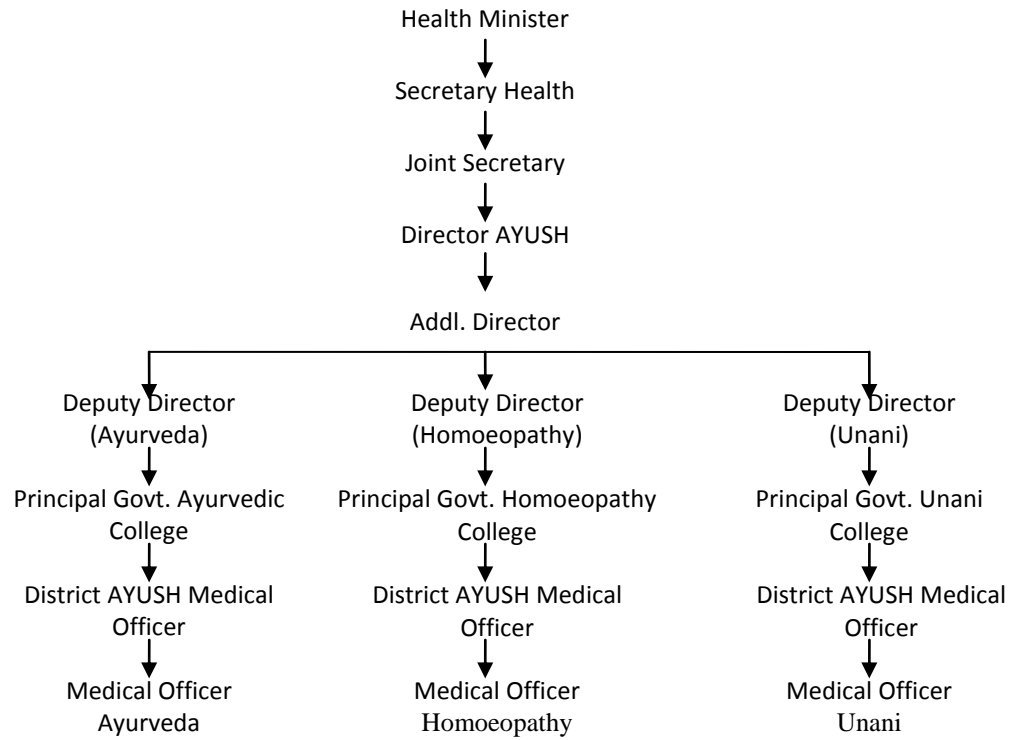 Health Minister
Secretary Health
Joint Secretary
Director AYUSH
Addl. Director
Deputy Director
(Ayurveda)
Deputy Director
(Homoeopathy)
Deputy Director
(Unani)
Principal Govt. Ayurvedic
College
Principal Govt. Homoeopathy
College
Principal Govt. Unani
College
District AYUSH Medical
Officer
District AYUSH Medical
Officer
District AYUSH Medical
Officer
Medical Officer
Ayurveda
Medical Officer
Homoeopathy
Medical Officer
Unani